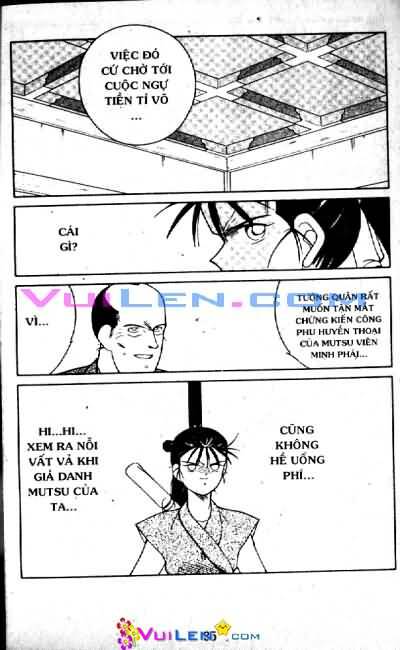 VIỆC ĐÓ
CỨ CHỜ TỚI
CUỘC NGỰ
TIỀN TỈ VÕ
...
CÁI
GÌ?
VUILEN.COM
VÌ...
TƯỚNG QUÂN RẤT
MUỐN TẬN MẮT
CHỨNG KIẾN CÔNG
PHU HUYỀN THOẠI
CỦA MUTSU VIÊN
MINH PHÁI...
HI...HI...
XEM RA NỖI
VẤT VẢ KHI
GIẢ DANH
MUTSU CỦA
TA...
CŨNG
KHÔNG
HỀ UỔNG
PHÍ...
VUILEN